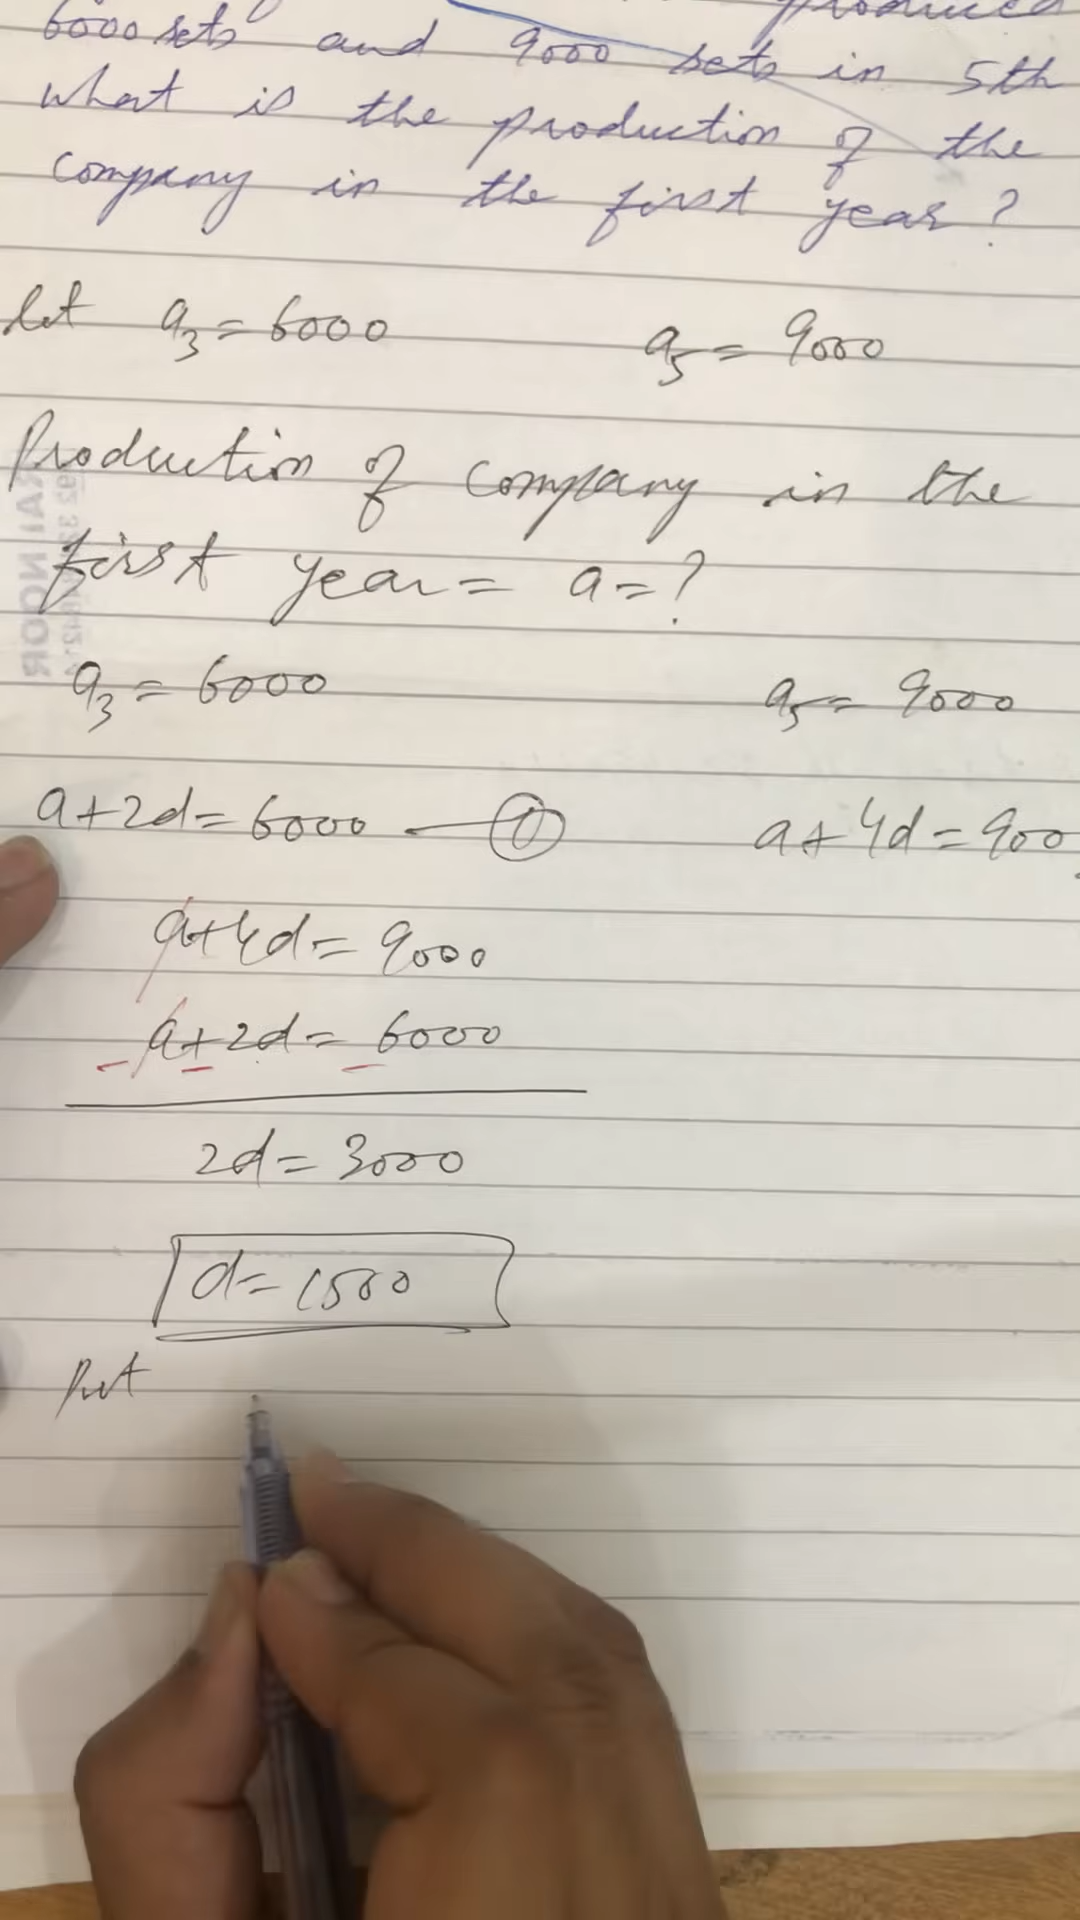 produced
6000 sets and 9000 sets in 5th
what is the production of the
company in the first year?
let a₃ = 6000 a₅ = 9000
Production of company in the
first year = a = ?
a₃ = 6000 a₅ = 9000
a+2d = 6000 — ① a + 4d = 900
a+4d = 9000
a+2d = 6000
- - -
2d = 3000
d = 1500
Put